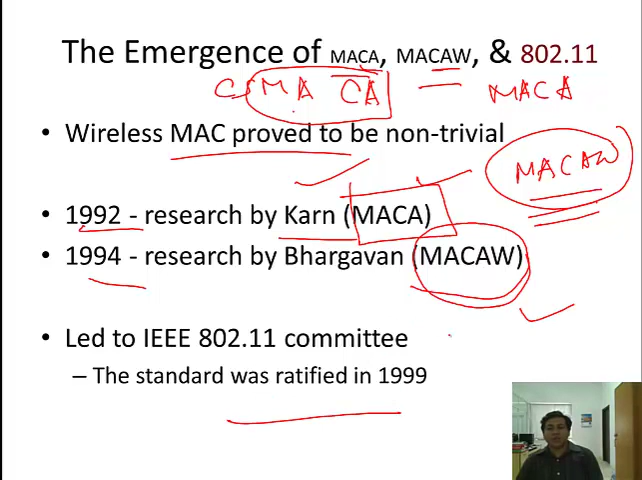 The Emergence of MACA, MACAW, & 802.11
CSMA CA MACA
• Wireless MAC proved to be non-trivial
MACAW
• 1992 - research by Karn (MACA)
• 1994 - research by Bhargavan (MACAW)
• Led to IEEE 802.11 committee
– The standard was ratified in 1999